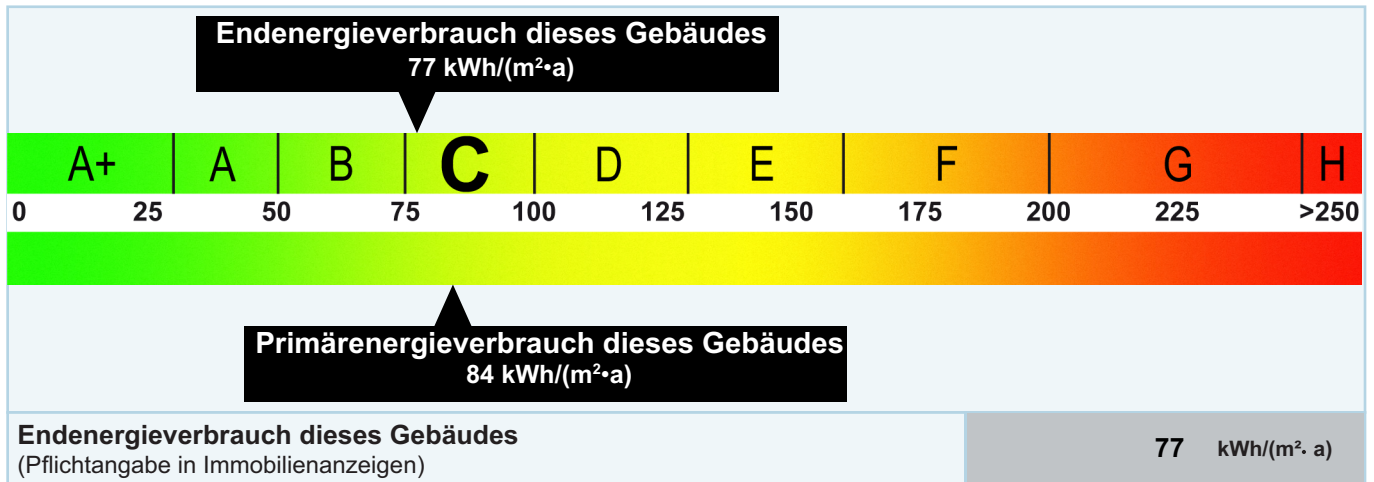 Endenergieverbrauch dieses Gebäudes
77 kWh/(m²•a)
A+ A B C D E F G H
0 25 50 75 100 125 150 175 200 225 >250
Primärenergieverbrauch dieses Gebäudes
84 kWh/(m²•a)
Endenergieverbrauch dieses Gebäudes 77 kWh/(m²· a)
(Pflichtangabe in Immobilienanzeigen)